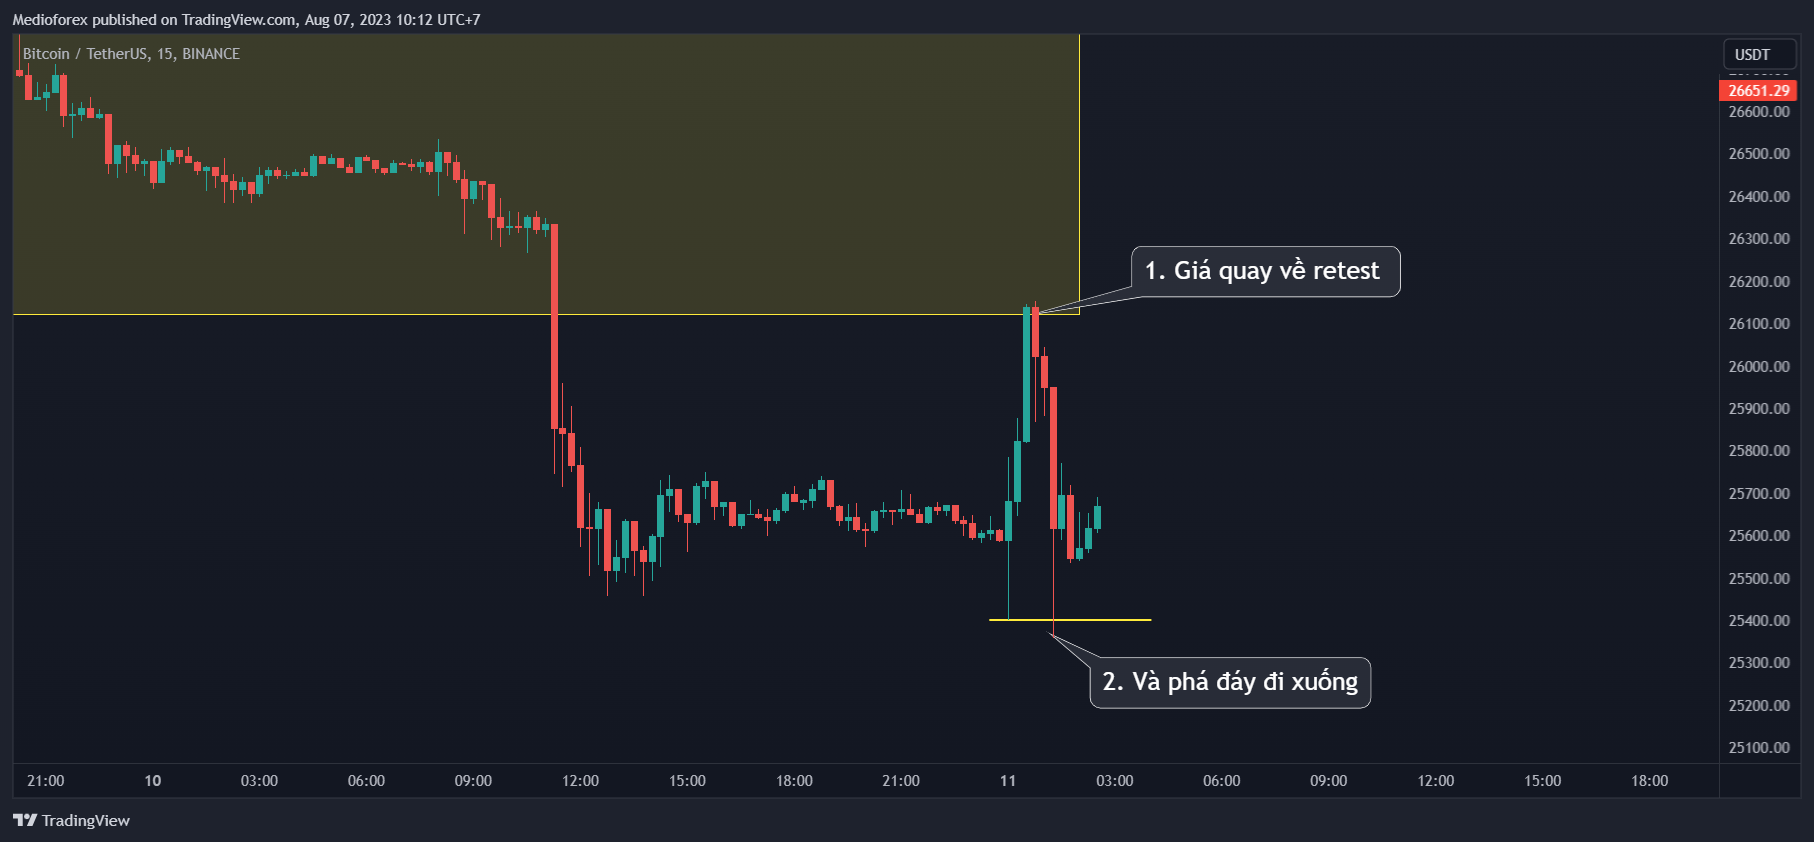 Medioforex published on TradingView.com, Aug 07, 2023 10:12 UTC+7
Bitcoin / TetherUS, 15, BINANCE
USDT
26651.29
26600.00
26500.00
26400.00
26300.00
1. Giá quay về retest
26200.00
26100.00
26000.00
25900.00
25800.00
25700.00
25600.00
25500.00
25400.00
25300.00
2. Và phá đáy đi xuống
25200.00
25100.00
21:00 10 03:00 06:00 09:00 12:00 15:00 18:00 21:00 11 03:00 06:00 09:00 12:00 15:00 18:00
TradingView